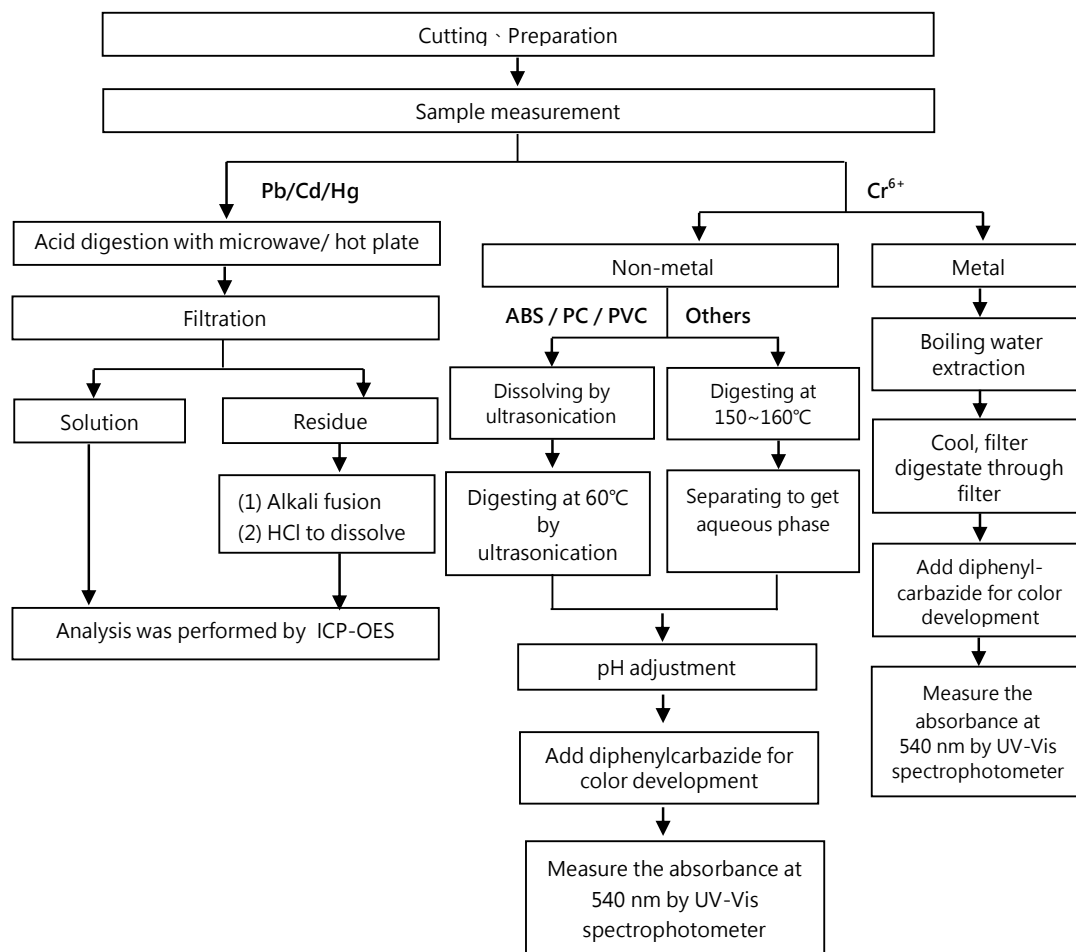 Cutting、Preparation
Sample measurement
Pb/Cd/Hg
Acid digestion with microwave/ hot plate
Filtration
Solution
Residue
(1) Alkali fusion
(2) HCl to dissolve
Analysis was performed by ICP-OES
Cr⁶⁺
Non-metal
ABS / PC / PVC
Dissolving by
ultrasonication
Digesting at 60℃
by
ultrasonication
Others
Digesting at
150~160℃
Separating to get
aqueous phase
pH adjustment
Add diphenylcarbazide for
color development
Measure the absorbance at
540 nm by UV-Vis
spectrophotometer
Metal
Boiling water
extraction
Cool, filter
digestate through
filter
Add diphenyl-
carbazide for color
development
Measure the
absorbance at
540 nm by UV-Vis
spectrophotometer